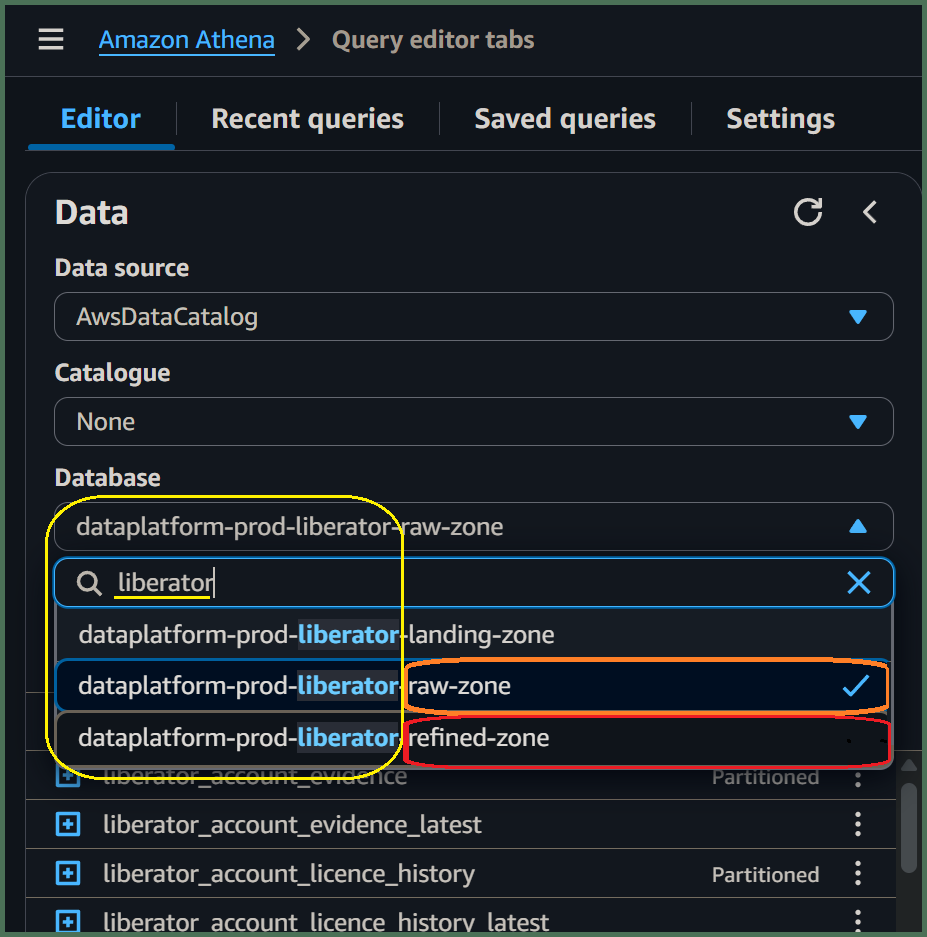 Amazon Athena > Query editor tabs
Editor Recent queries Saved queries Settings
Data
Data source
AwsDataCatalog
Catalogue
None
Database
dataplatform-prod-liberator-raw-zone
liberator
dataplatform-prod-liberator-landing-zone
dataplatform-prod-liberator-raw-zone
dataplatform-prod-liberator-refined-zone
liberator_account_evidence Partitioned
liberator_account_evidence_latest
liberator_account_licence_history Partitioned
liberator_account_licence_history_latest